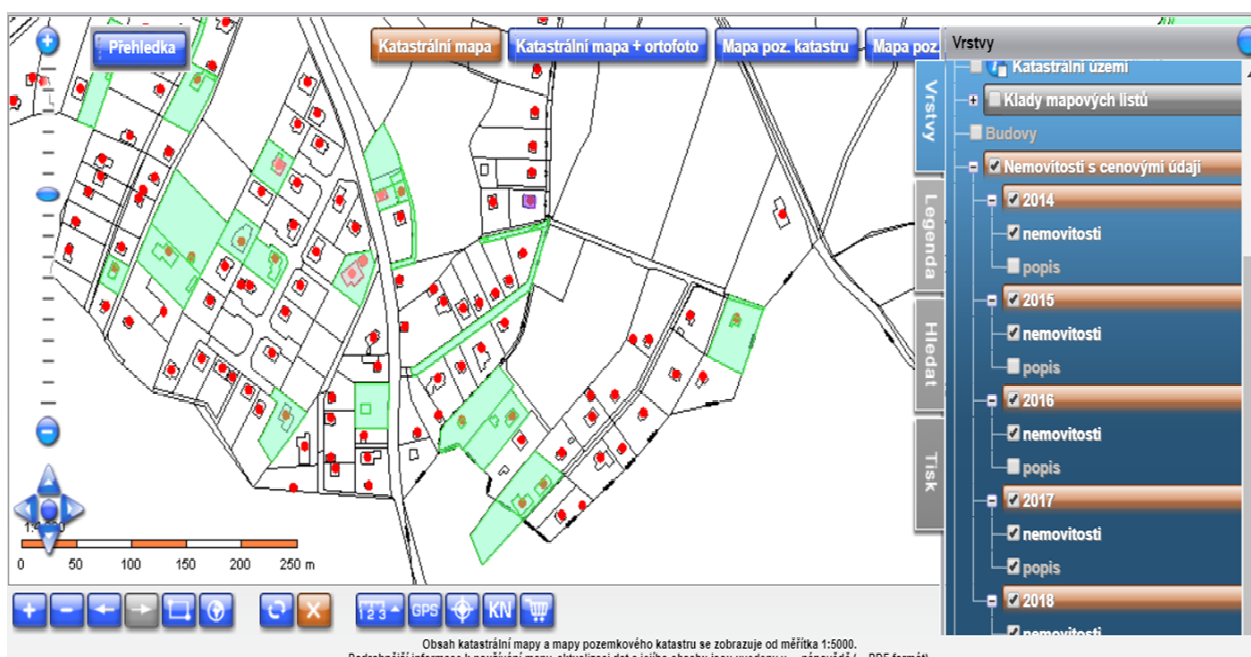 Přehledka
Katastrální mapa
Katastrální mapa + ortofoto
Mapa poz. katastru
Mapa poz.
Vrstvy
Katastrální území
Klady mapových listů
Budovy
Nemovitosti s cenovými údaji
2014
nemovitosti
popis
2015
nemovitosti
popis
2016
nemovitosti
popis
2017
nemovitosti
popis
2018
nemovitosti
Vrstvy
Legenda
Hledat
Tisk
0 50 100 150 200 250 m
1 2 3
GPS
KN
Obsah katastrální mapy a mapy pozemkového katastru se zobrazuje od měřítka 1:5000.